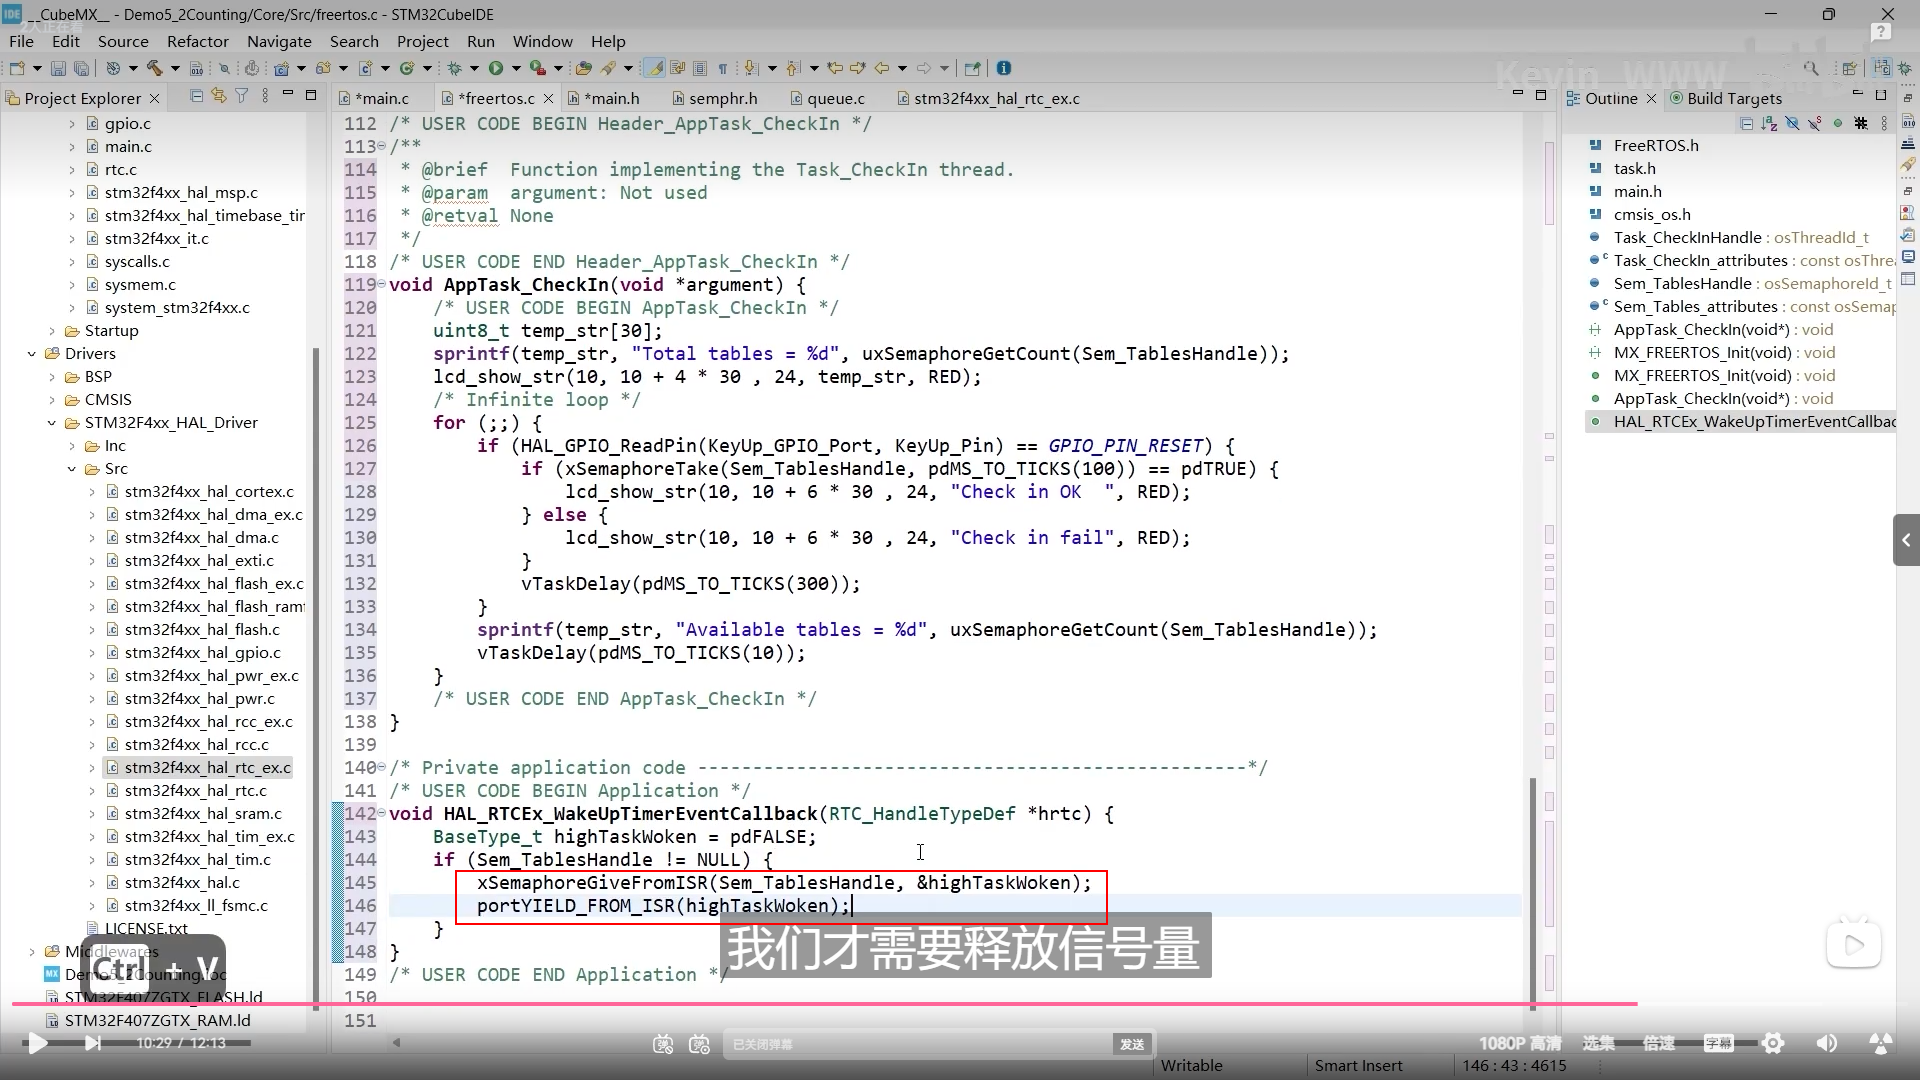 __CubeMX__ - Demo5_2Counting/Core/Src/freertos.c - STM32CubeIDE
2人正在看
File Edit Source Refactor Navigate Search Project Run Window Help
Kevin_WWW
Project Explorer
*main.c
*freertos.c
*main.h
semphr.h
queue.c
stm32f4xx_hal_rtc_ex.c
Outline
Build Targets
gpio.c
main.c
rtc.c
stm32f4xx_hal_msp.c
stm32f4xx_hal_timebase_tir
stm32f4xx_it.c
syscalls.c
sysmem.c
system_stm32f4xx.c
Startup
Drivers
BSP
CMSIS
STM32F4xx_HAL_Driver
Inc
Src
stm32f4xx_hal_cortex.c
stm32f4xx_hal_dma_ex.c
stm32f4xx_hal_dma.c
stm32f4xx_hal_exti.c
stm32f4xx_hal_flash_ex.c
stm32f4xx_hal_flash_ramf
stm32f4xx_hal_flash.c
stm32f4xx_hal_gpio.c
stm32f4xx_hal_pwr_ex.c
stm32f4xx_hal_pwr.c
stm32f4xx_hal_rcc_ex.c
stm32f4xx_hal_rcc.c
stm32f4xx_hal_rtc_ex.c
stm32f4xx_hal_rtc.c
stm32f4xx_hal_sram.c
stm32f4xx_hal_tim_ex.c
stm32f4xx_hal_tim.c
stm32f4xx_hal.c
stm32f4xx_ll_fsmc.c
LICENSE.txt
Middlewares
Demo5_2Counting.ioc
STM32F407ZGTX_FLASH.ld
STM32F407ZGTX_RAM.ld
Ctrl + V
112 /* USER CODE BEGIN Header_AppTask_CheckIn */
113 /**
114 * @brief  Function implementing the Task_CheckIn thread.
115 * @param  argument: Not used
116 * @retval None
117 */
118 /* USER CODE END Header_AppTask_CheckIn */
119 void AppTask_CheckIn(void *argument) {
120 /* USER CODE BEGIN AppTask_CheckIn */
121 uint8_t temp_str[30];
122 sprintf(temp_str, "Total tables = %d", uxSemaphoreGetCount(Sem_TablesHandle));
123 lcd_show_str(10, 10 + 4 * 30 , 24, temp_str, RED);
124 /* Infinite loop */
125 for (;;) {
126 if (HAL_GPIO_ReadPin(KeyUp_GPIO_Port, KeyUp_Pin) == GPIO_PIN_RESET) {
127 if (xSemaphoreTake(Sem_TablesHandle, pdMS_TO_TICKS(100)) == pdTRUE) {
128 lcd_show_str(10, 10 + 6 * 30 , 24, "Check in OK  ", RED);
129 } else {
130 lcd_show_str(10, 10 + 6 * 30 , 24, "Check in fail", RED);
131 }
132 vTaskDelay(pdMS_TO_TICKS(300));
133 }
134 sprintf(temp_str, "Available tables = %d", uxSemaphoreGetCount(Sem_TablesHandle));
135 vTaskDelay(pdMS_TO_TICKS(10));
136 }
137 /* USER CODE END AppTask_CheckIn */
138 }
139
140 /* Private application code --------------------------------------------------*/
141 /* USER CODE BEGIN Application */
142 void HAL_RTCEx_WakeUpTimerEventCallback(RTC_HandleTypeDef *hrtc) {
143 BaseType_t highTaskWoken = pdFALSE;
144 if (Sem_TablesHandle != NULL) {
145 xSemaphoreGiveFromISR(Sem_TablesHandle, &highTaskWoken);
146 portYIELD_FROM_ISR(highTaskWoken);
147 }
148 }
149 /* USER CODE END Application */
150
151
我们才需要释放信号量
FreeRTOS.h
task.h
main.h
cmsis_os.h
Task_CheckInHandle : osThreadId_t
Task_CheckIn_attributes : const osThrea
Sem_TablesHandle : osSemaphoreId_t
Sem_Tables_attributes : const osSemap
AppTask_CheckIn(void*) : void
MX_FREERTOS_Init(void) : void
MX_FREERTOS_Init(void) : void
AppTask_CheckIn(void*) : void
HAL_RTCEx_WakeUpTimerEventCallbac
10:29 / 12:13
已关闭弹幕
发送
1080P 高清
选集
倍速
字幕
Writable
Smart Insert
146 : 43 : 4615